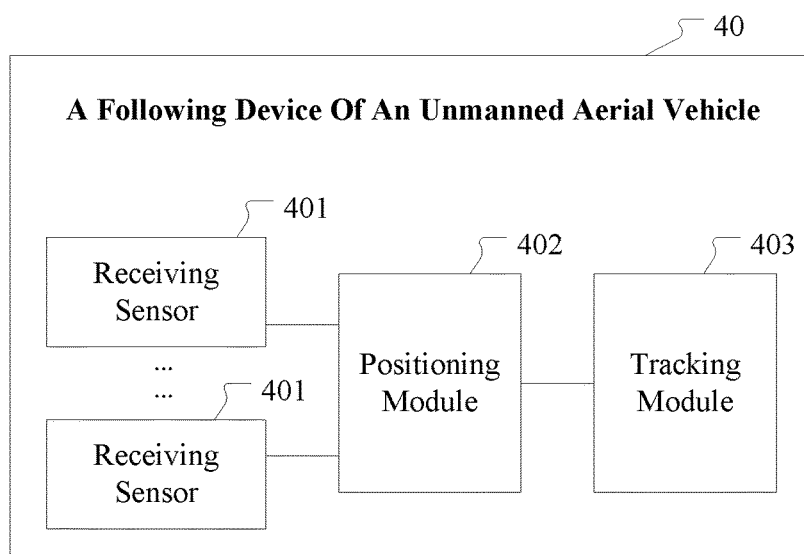 40
A Following Device Of An Unmanned Aerial Vehicle
401
Receiving
Sensor
...
...
401
Receiving
Sensor
402
Positioning
Module
403
Tracking
Module